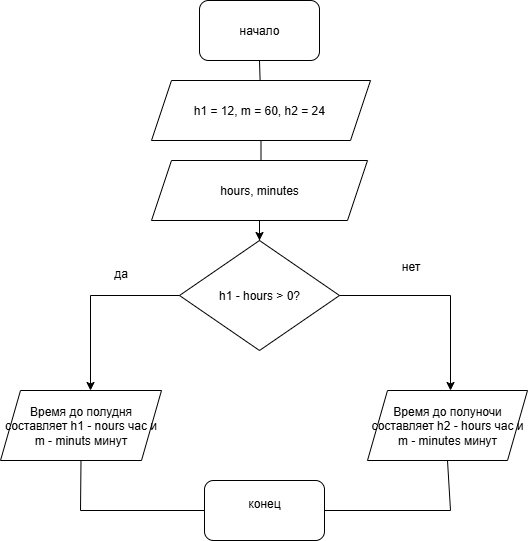 начало
h1 = 12, m = 60, h2 = 24
hours, minutes
h1 - hours > 0?
да
нет
Время до полудня
составляет h1 - nours час и
m - minuts минут
Время до полуночи
составляет h2 - hours час и
m - minutes минут
конец